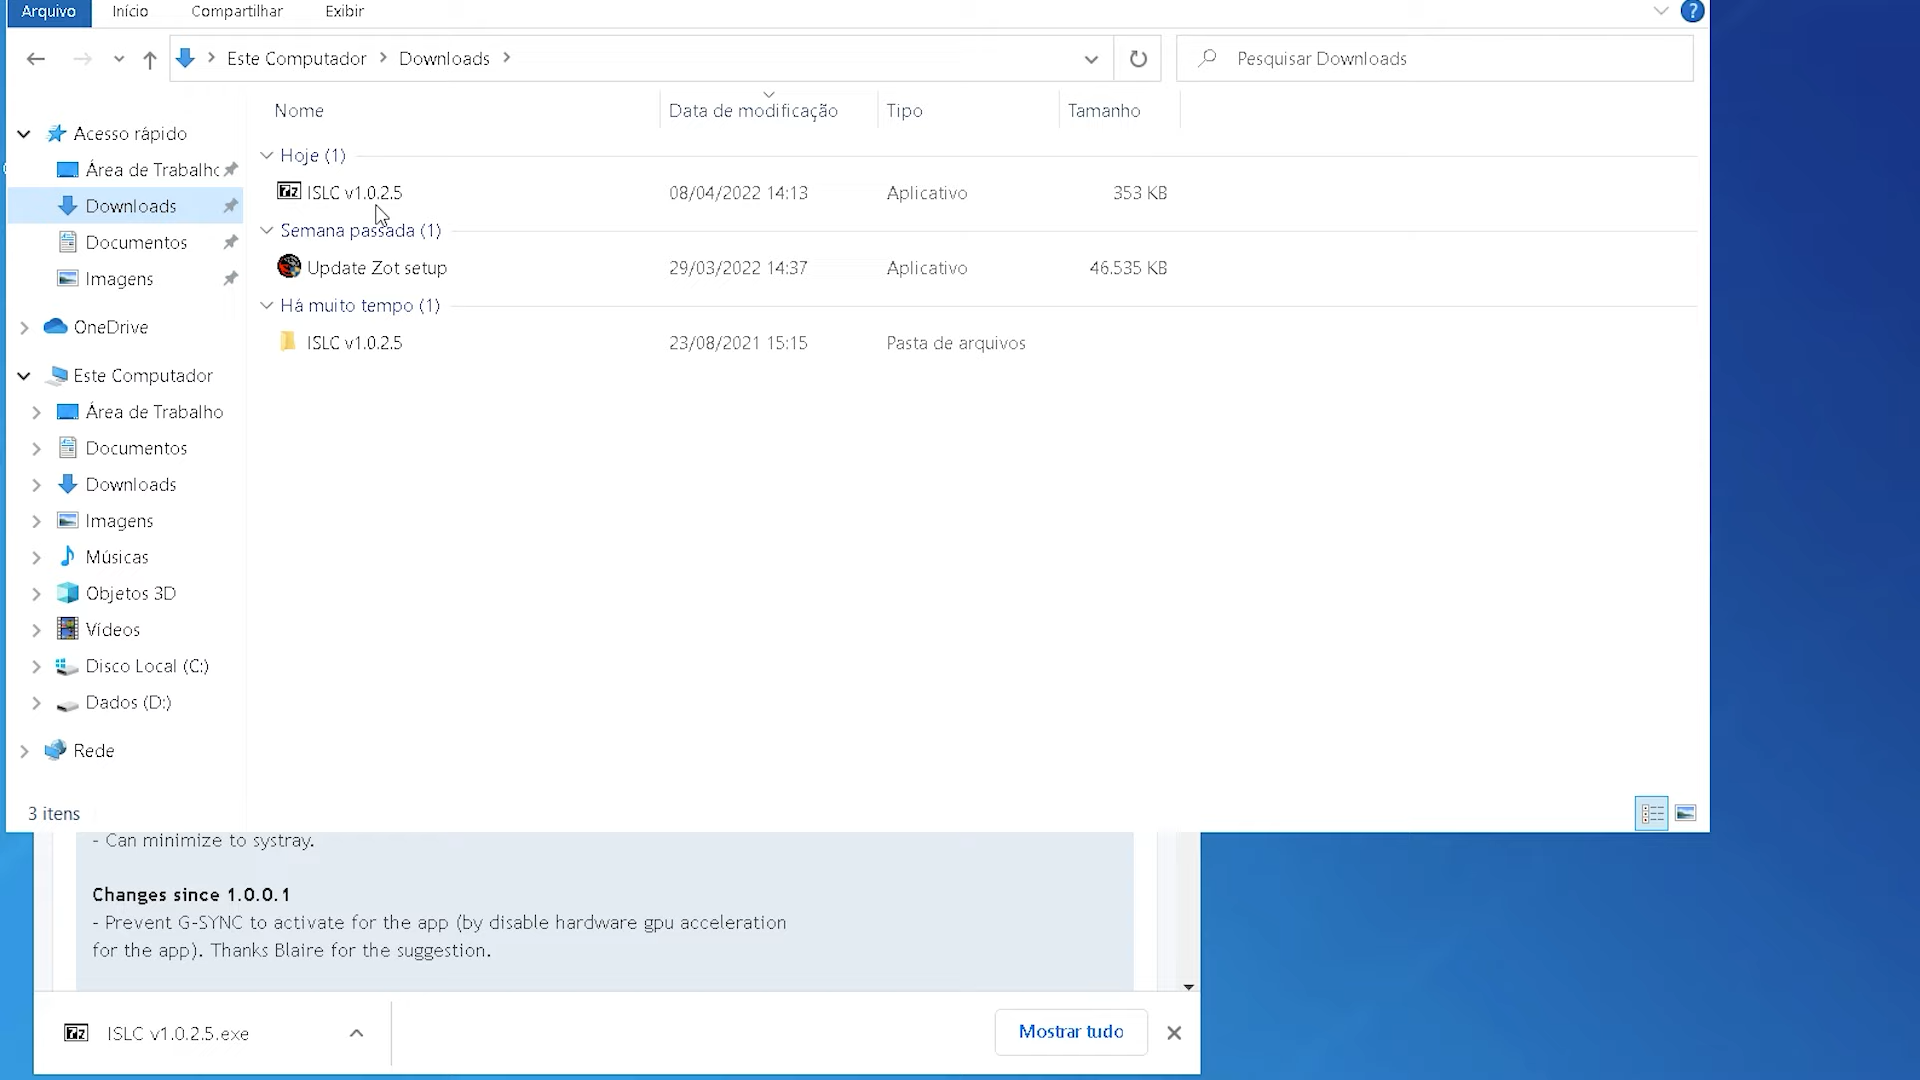 Arquivo Início Compartilhar Exibir
Este Computador Downloads
Pesquisar Downloads
Nome Data de modificação Tipo Tamanho
Acesso rápido
Área de Trabalho
Downloads
Documentos
Imagens
OneDrive
Este Computador
Área de Trabalho
Documentos
Downloads
Imagens
Músicas
Objetos 3D
Vídeos
Disco Local (C:)
Dados (D:)
Rede
Hoje (1)
ISLC v1.0.2.5 08/04/2022 14:13 Aplicativo 353 KB
Semana passada (1)
Update Zot setup 29/03/2022 14:37 Aplicativo 46.535 KB
Há muito tempo (1)
ISLC v1.0.2.5 23/08/2021 15:15 Pasta de arquivos
3 itens
- Can minimize to systray.
Changes since 1.0.0.1
- Prevent G-SYNC to activate for the app (by disable hardware gpu acceleration
for the app). Thanks Blaire for the suggestion.
7z ISLC v1.0.2.5.exe
Mostrar tudo